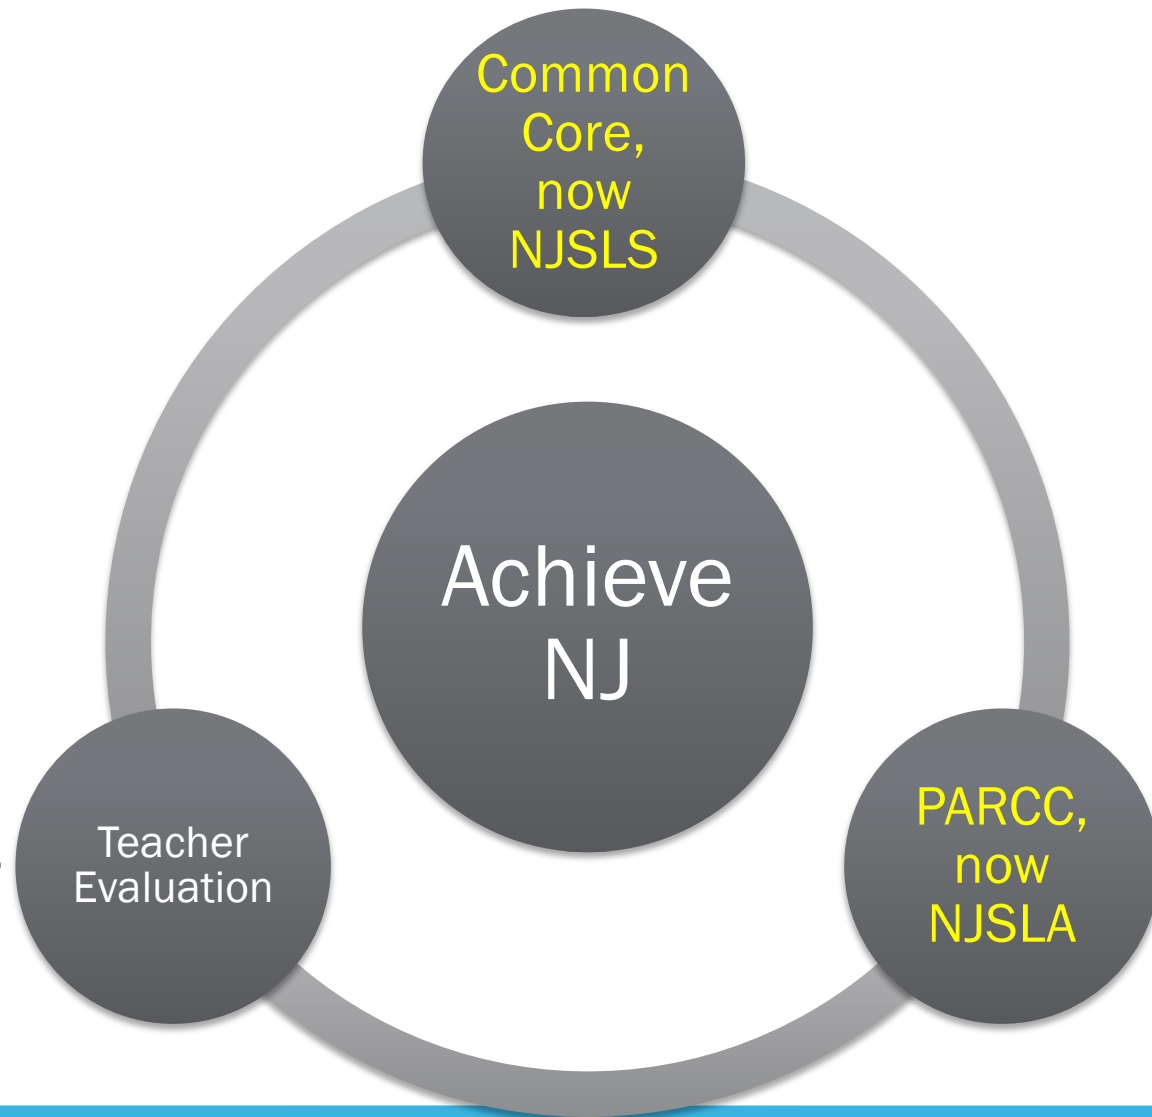 Common
Core,
now
NJSLS
Achieve
NJ
Teacher
Evaluation
PARCC,
now
NJSLA